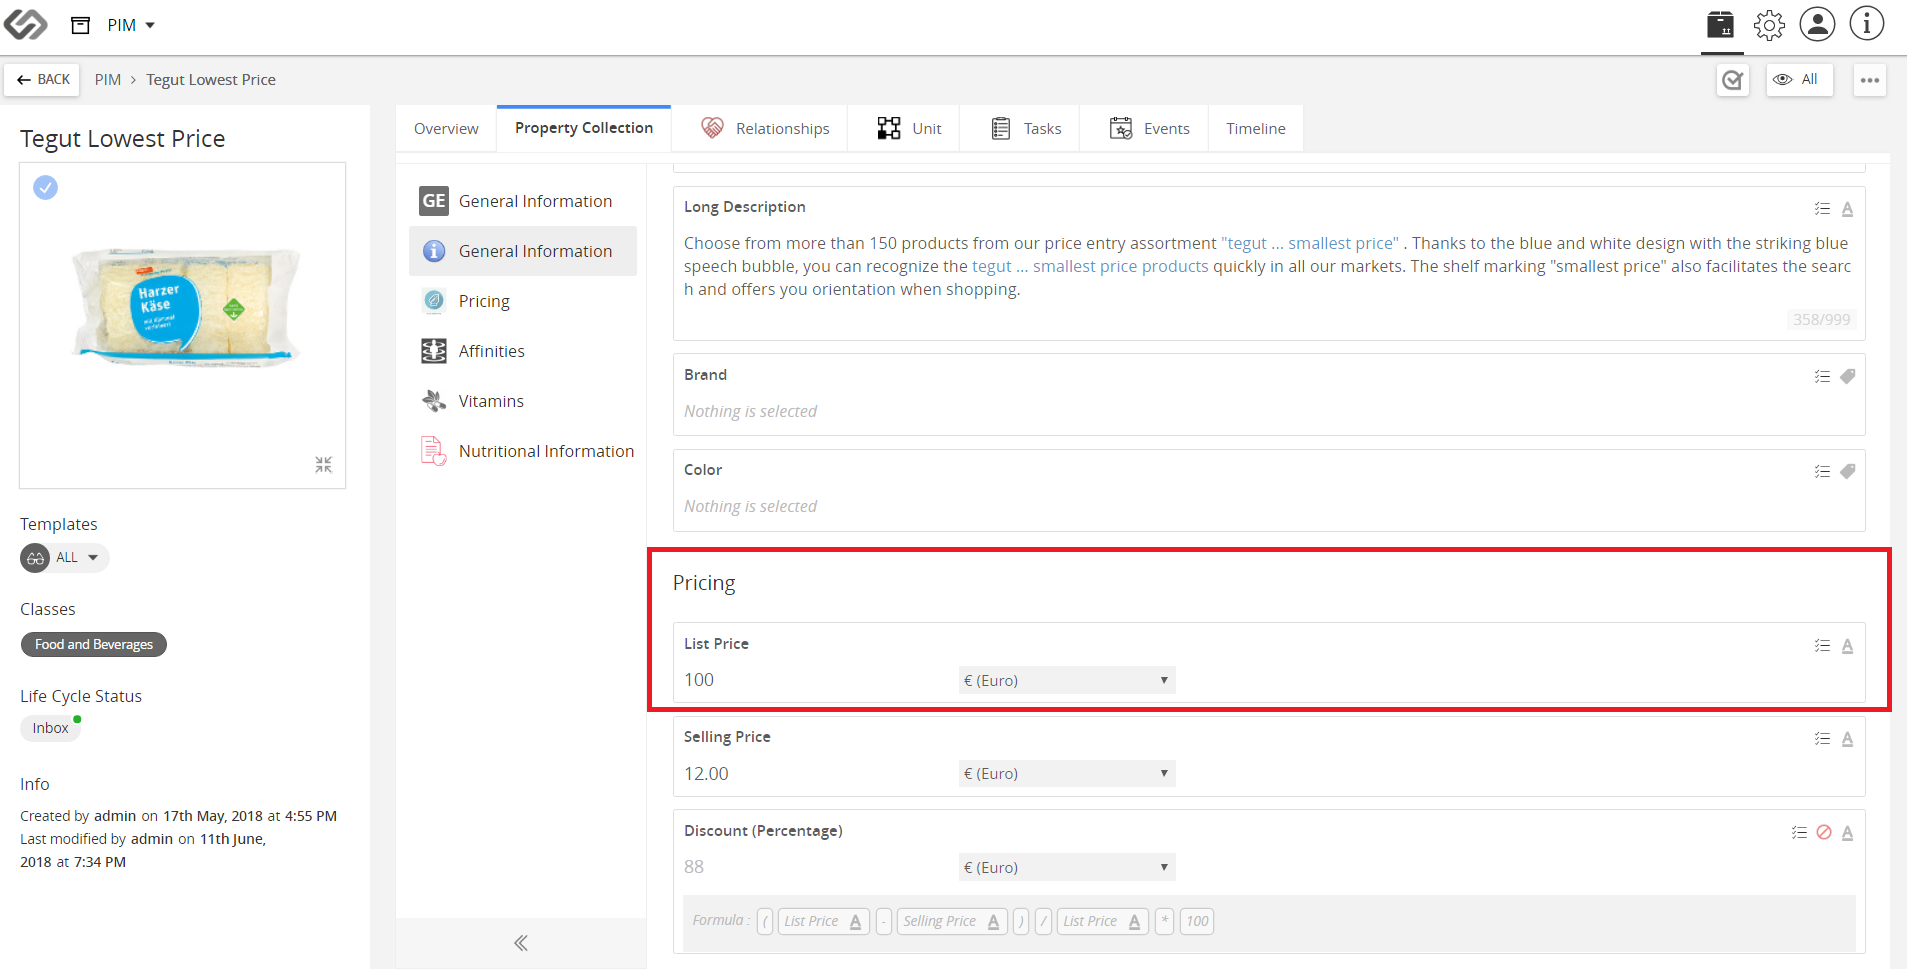 PIM
BACK
PIM > Tegut Lowest Price
All
Tegut Lowest Price
Harzer
Käse
Templates
ALL
Classes
Food and Beverages
Life Cycle Status
Inbox
Info
Created by admin on 17th May, 2018 at 4:55 PM
Last modified by admin on 11th June,
2018 at 7:34 PM
Overview
Property Collection
Relationships
Unit
Tasks
Events
Timeline
GE General Information
General Information
Pricing
Affinities
Vitamins
Nutritional Information
Long Description
Choose from more than 150 products from our price entry assortment "tegut ... smallest price" . Thanks to the blue and white design with the striking blue
speech bubble, you can recognize the tegut ... smallest price products quickly in all our markets. The shelf marking "smallest price" also facilitates the searc
h and offers you orientation when shopping.
358/999
Brand
Nothing is selected
Color
Nothing is selected
Pricing
List Price
100 € (Euro)
Selling Price
12.00 € (Euro)
Discount (Percentage)
88 € (Euro)
Formula : ( List Price A - Selling Price A ) / List Price A * 100